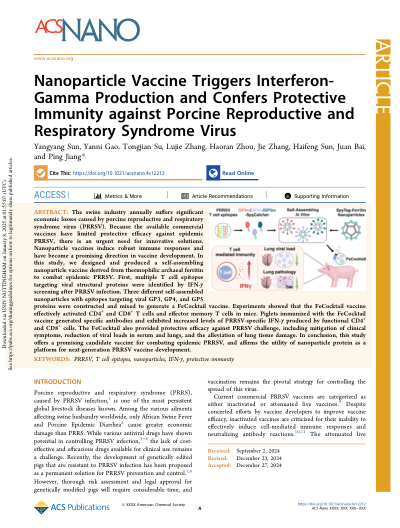 ACSNANO
www.acsnano.org
ARTICLE
Nanoparticle Vaccine Triggers Interferon-
Gamma Production and Confers Protective
Immunity against Porcine Reproductive and
Respiratory Syndrome Virus
Yangyang Sun, Yanni Gao, Tongjian Su, Lujie Zhang, Haoran Zhou, Jie Zhang, Haifeng Sun, Juan Bai,
and Ping Jiang*
Cite This: https://doi.org/10.1021/acsnano.4c12212
Read Online
ACCESS
Metrics & More
Article Recommendations
Supporting Information
ABSTRACT: The swine industry annually suffers significant
economic losses caused by porcine reproductive and respiratory
syndrome virus (PRRSV). Because the available commercial
vaccines have limited protective efficacy against epidemic
PRRSV, there is an urgent need for innovative solutions.
Nanoparticle vaccines induce robust immune responses and
have become a promising direction in vaccine development. In
this study, we designed and produced a self-assembling
nanoparticle vaccine derived from thermophilic archaeal ferritin
to combat epidemic PRRSV. First, multiple T cell epitopes
targeting viral structural proteins were identified by IFN-γ
screening after PRRSV infection. Three different self-assembled
nanoparticles with epitopes targeting viral GP3, GP4, and GP5
proteins were constructed and mixed to generate a FeCocktail vaccine. Experiments showed that the FeCocktail vaccine
effectively activated CD4+ and CD8+ T cells and effector memory T cells in mice. Piglets immunized with the FeCocktail
vaccine generated specific antibodies and exhibited increased levels of PRRSV-specific IFN-γ produced by functional CD4+
and CD8+ cells. The FeCocktail also provided protective efficacy against PRRSV challenge, including mitigation of clinical
symptoms, reduction of viral loads in serum and lungs, and the alleviation of lung tissue damage. In conclusion, this study
offers a promising candidate vaccine for combating epidemic PRRSV, and affirms the utility of nanoparticle protein as a
platform for next-generation PRRSV vaccine development.
PRRSV
T cell epitopes
-SpyCatcher
Self-Assembling
in vitro
SpyTag-Ferritin
Nanoparticles
T cell
mediated immunity
Lung viral load
IFNγ
Lung pathology
KEYWORDS: PRRSV, T cell epitopes, nanoparticles, IFN-γ, protective immunity
INTRODUCTION
Porcine reproductive and respiratory syndrome (PRRS),
caused by PRRSV infection, is one of the most persistent
global livestock diseases known. Among the various ailments
affecting swine husbandry worldwide, only African Swine Fever
and Porcine Epidemic Diarrhea cause greater economic
damage than PRRS. While various antiviral drugs have shown
potential in controlling PRRSV infection, the lack of cost-
effective and efficacious drugs available for clinical use remains
a challenge. Recently, the development of genetically edited
pigs that are resistant to PRRSV infection has been proposed
as a permanent solution for PRRSV prevention and control.
However, thorough risk assessment and legal approval for
genetically modified pigs will require considerable time, and
vaccination remains the pivotal strategy for controlling the
spread of this virus.
Current commercial PRRSV vaccines are categorized as
either inactivated or attenuated live vaccines. Despite
concerted efforts by vaccine developers to improve vaccine
efficacy, inactivated vaccines are criticized for their inability to
effectively induce cell-mediated immune responses and
neutralizing antibody reactions. The attenuated live
Received: September 2, 2024
Revised: December 23, 2024
Accepted: December 27, 2024
ACS Publications
© XXXX American Chemical Society
A
https://doi.org/10.1021/acsnano.4c12212
ACS Nano XXXX, XXX, XXX−XXX
Downloaded via UNIV NOTTINGHAM on January 9, 2025 at 01:55:03 (UTC).
See https://pubs.acs.org/sharingguidelines for options on how to legitimately share published articles.